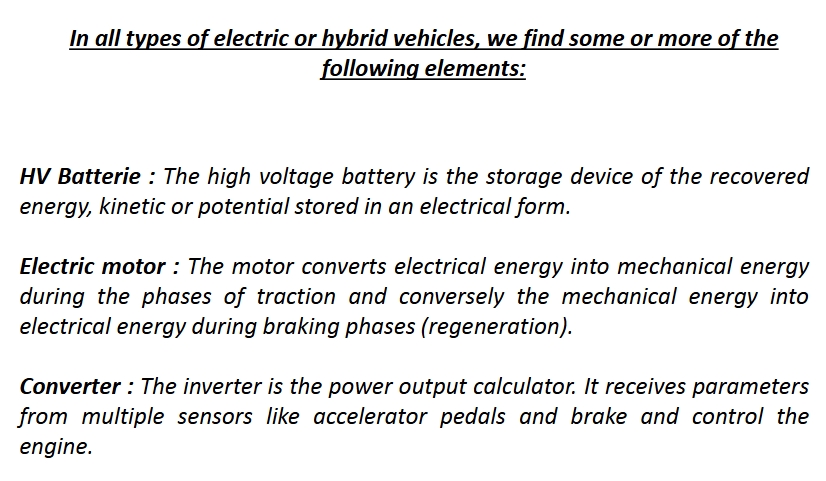 In all types of electric or hybrid vehicles, we find some or more of the
following elements:
HV Batterie : The high voltage battery is the storage device of the recovered
energy, kinetic or potential stored in an electrical form.
Electric motor : The motor converts electrical energy into mechanical energy
during the phases of traction and conversely the mechanical energy into
electrical energy during braking phases (regeneration).
Converter : The inverter is the power output calculator. It receives parameters
from multiple sensors like accelerator pedals and brake and control the
engine.